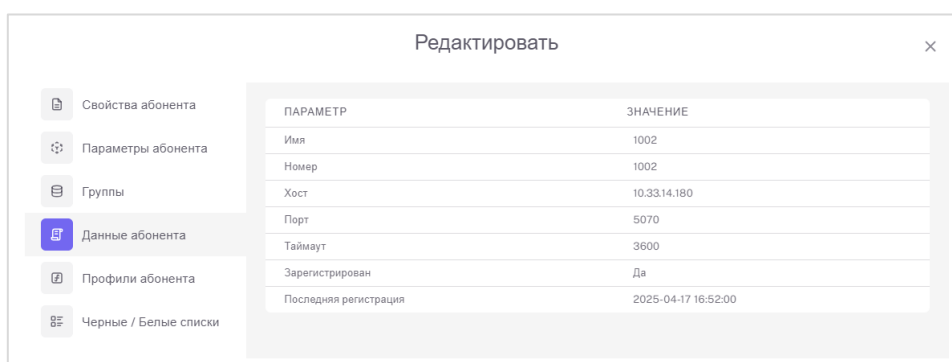 Редактировать
Свойства абонента
Параметры абонента
Группы
Данные абонента
Профили абонента
Черные / Белые списки
ПАРАМЕТР ЗНАЧЕНИЕ
Имя 1002
Номер 1002
Хост 10.33.14.180
Порт 5070
Таймаут 3600
Зарегистрирован Да
Последняя регистрация 2025-04-17 16:52:00